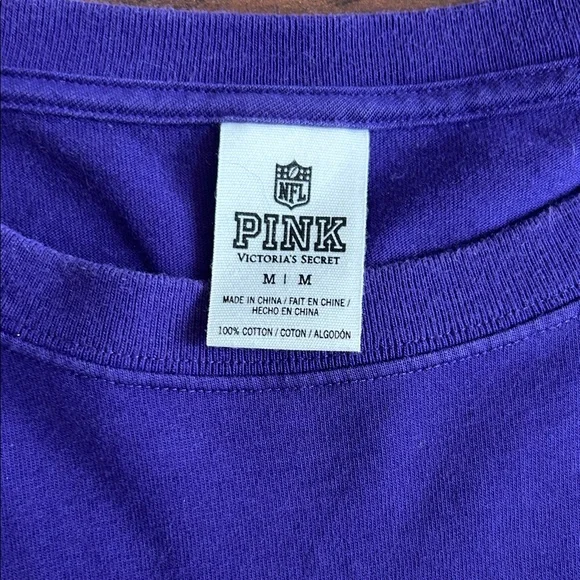 NFL
PINK
VICTORIA'S SECRET
M | M
MADE IN CHINA / FAIT EN CHINE /
HECHO EN CHINA
100% COTTON / COTON / ALGODÓN